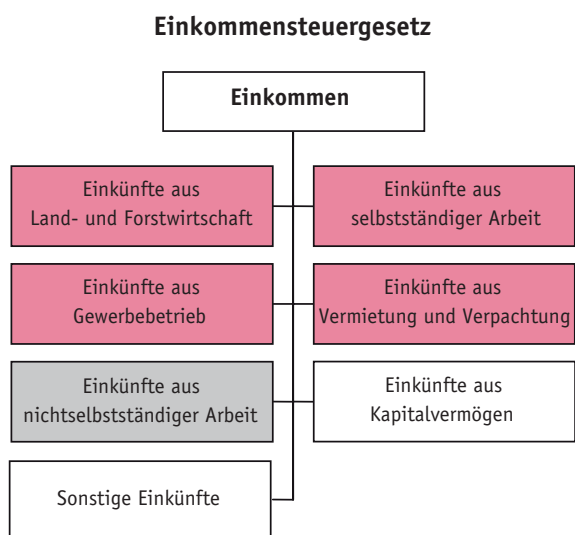 Einkommensteuergesetz
Einkommen
Einkünfte aus
Land- und Forstwirtschaft
Einkünfte aus
selbstständiger Arbeit
Einkünfte aus
Gewerbebetrieb
Einkünfte aus
Vermietung und Verpachtung
Einkünfte aus
nichtselbstständiger Arbeit
Einkünfte aus
Kapitalvermögen
Sonstige Einkünfte